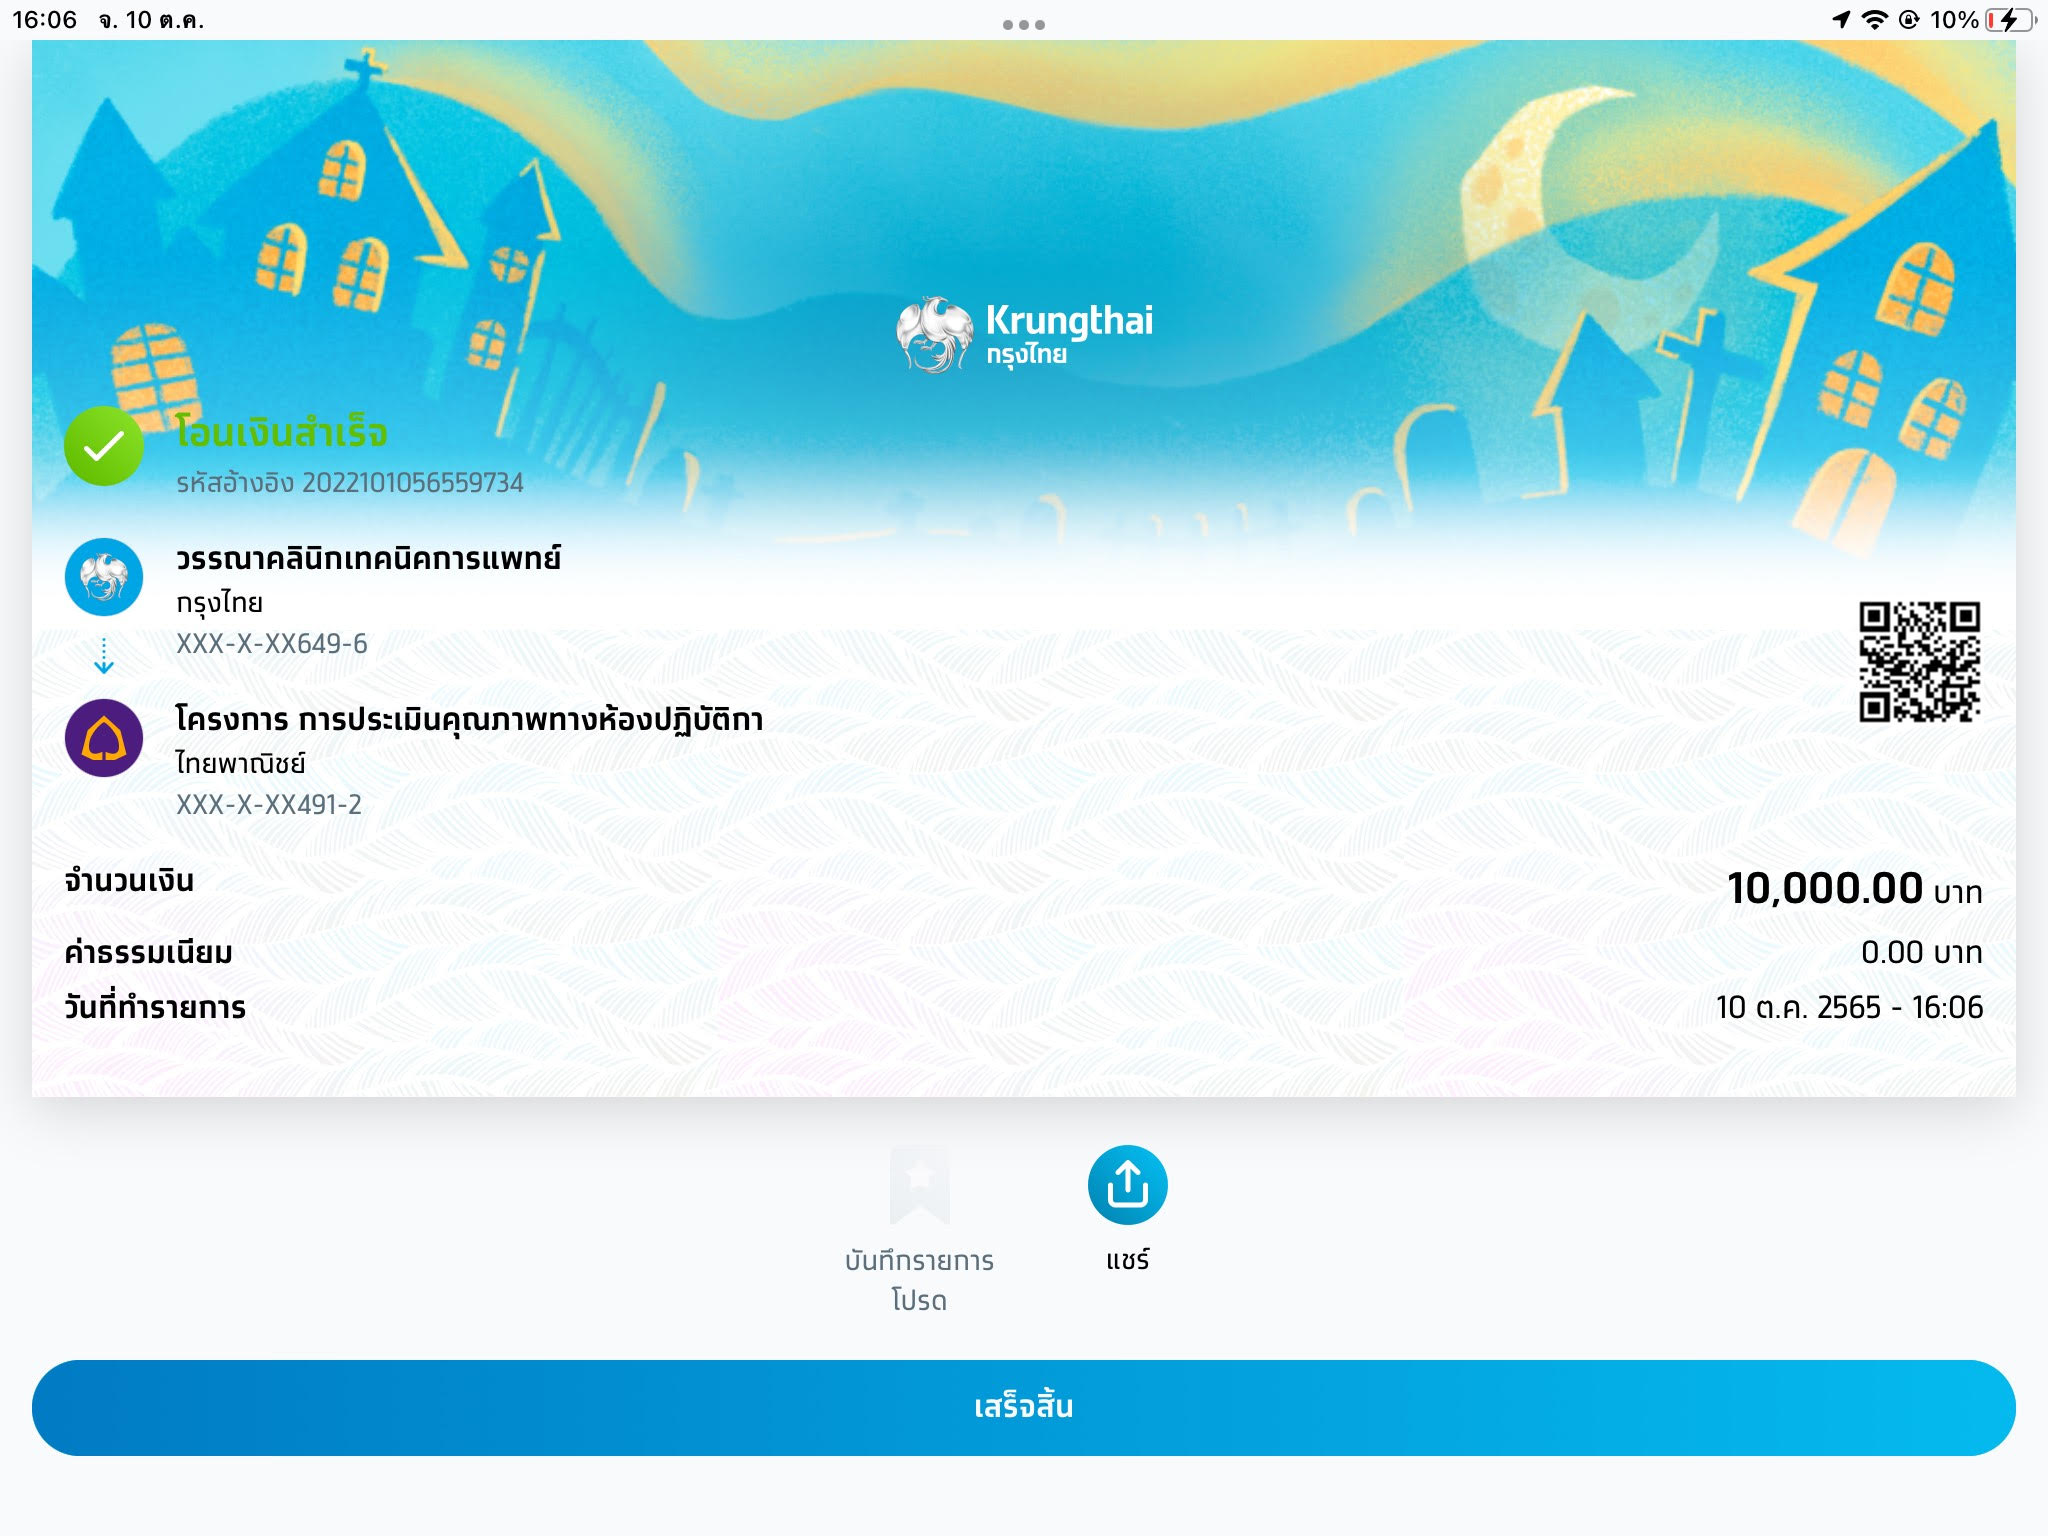 16:06 จ. 10 ต.ค. 10%
Krungthai
กรุงไทย
โอนเงินสำเร็จ
รหัสอ้างอิง 2022101056559734
วรรณาคลินิกเทคนิคการแพทย์
กรุงไทย
XXX-X-XX649-6
โครงการ การประเมินคุณภาพทางห้องปฏิบัติกา
ไทยพาณิชย์
XXX-X-XX491-2
จำนวนเงิน 10,000.00 บาท
ค่าธรรมเนียม 0.00 บาท
วันที่ทำรายการ 10 ต.ค. 2565 - 16:06
บันทึกรายการ
โปรด
แชร์
เสร็จสิ้น